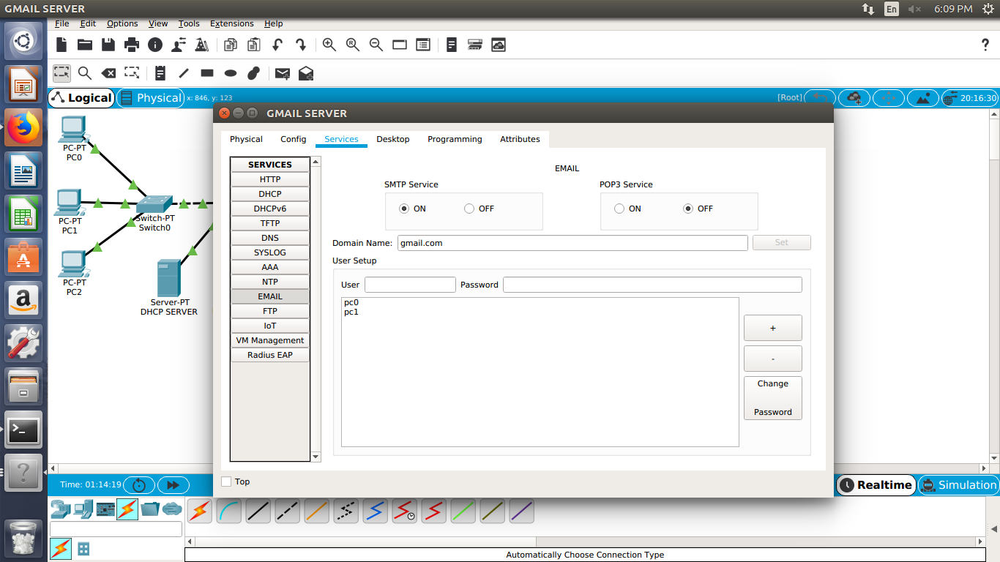 GMAIL SERVER
En
6:09 PM
File Edit Options View Tools Extensions Help
?
Logical
Physical
x: 846, y: 123
[Root]
20:16:30
PC-PT
PC0
PC-PT
PC1
PC-PT
PC2
Switch-PT
Switch0
Server-PT
DHCP SERVER
GMAIL SERVER
Physical Config Services Desktop Programming Attributes
SERVICES
HTTP
DHCP
DHCPv6
TFTP
DNS
SYSLOG
AAA
NTP
EMAIL
FTP
IoT
VM Management
Radius EAP
EMAIL
SMTP Service
ON OFF
POP3 Service
ON OFF
Domain Name: gmail.com Set
User Setup
User Password
pc0
pc1
+
-
Change
Password
Top
Time: 01:14:19
Realtime
Simulation
Automatically Choose Connection Type